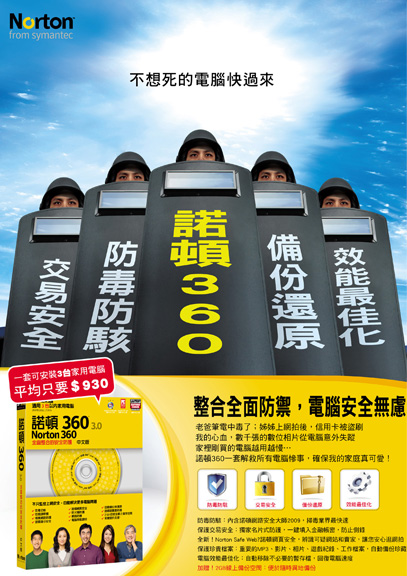 Norton
from symantec
不想死的電腦快過來
交易安全
防毒防駭
諾頓360
備份還原
效能最佳化
一套可安裝3台家用電腦
平均只要$930
諾頓 360 3.0
Norton 360
中文版
諾頓 360
整合全面防禦,電腦安全無慮
老爸筆電中毒了;姊姊上網拍後,信用卡被盜刷
我的心血,數千張的數位相片從電腦意外失蹤
家裡剛買的電腦越用越慢…
諾頓360一套解救所有電腦慘事,確保我的家庭真可愛!
防毒防駭
交易安全
備份還原
效能最佳化
防毒防駭:內含諾頓網路安全大師2009,掃毒業界最快速
保護交易安全:獨家名片式防護,一鍵填入金融帳密,防止側錄
全新!Norton Safe Web?諾頓網頁安全,辨識可疑網站和賣家,讓您安心逛網拍
保護珍貴檔案:重要的MP3、影片、相片、遊戲紀錄、工作檔案,自動備份珍藏
電腦效能最佳化:自動移除不必要的暫存檔,回復電腦速度
加贈!2GB線上備份空間,絕於隨時異地備份